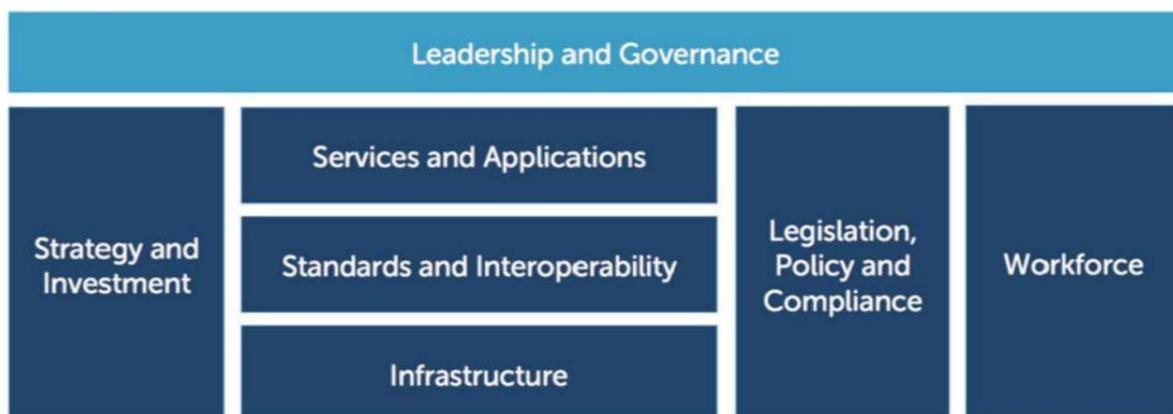 Leadership and Governance
Strategy and
Investment
Services and Applications
Standards and Interoperability
Infrastructure
Legislation,
Policy and
Compliance
Workforce